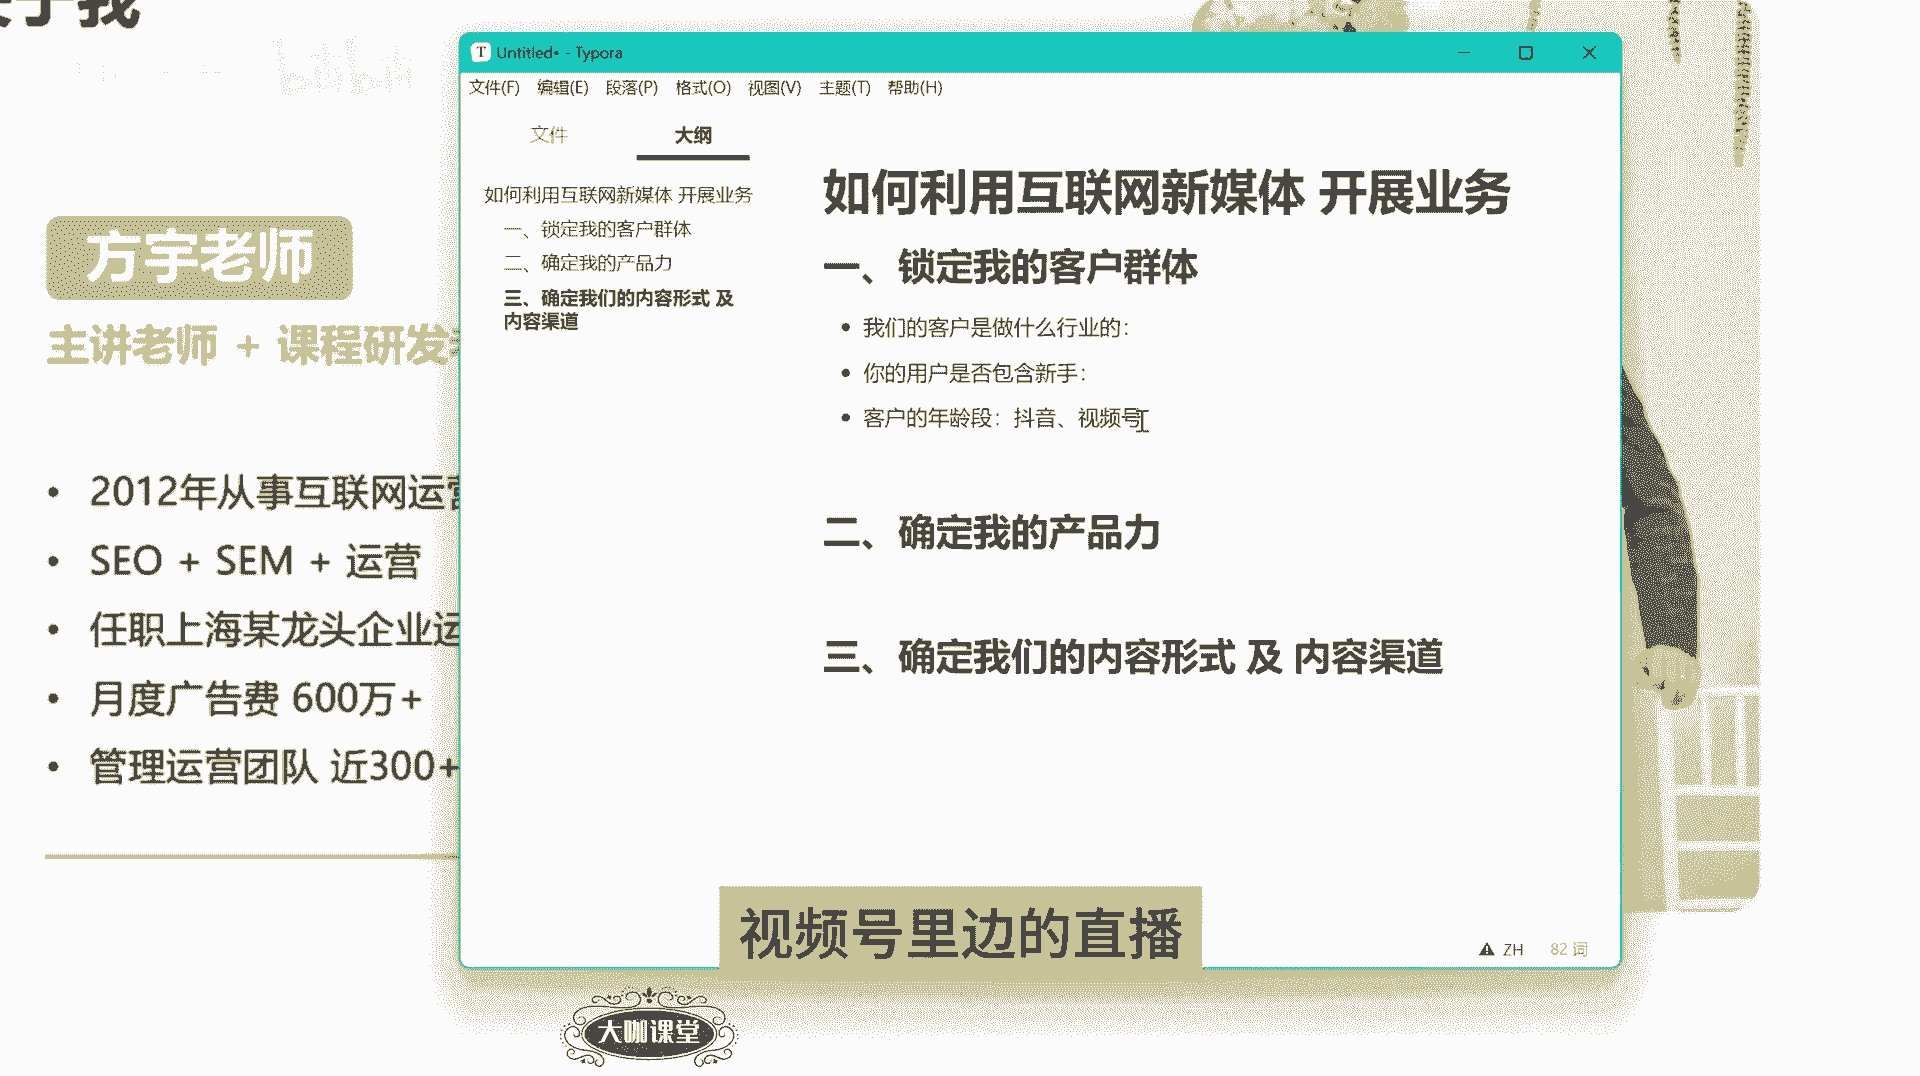 关于我
bilibili
方宇老师
主讲老师 + 课程研发
• 2012年从事互联网运营
• SEO + SEM + 运营
• 任职上海某龙头企业运
• 月度广告费 600万+
• 管理运营团队 近300+
T Untitled• - Typora
文件(F) 编辑(E) 段落(P) 格式(O) 视图(V) 主题(T) 帮助(H)
文件 大纲
如何利用互联网新媒体 开展业务
一、锁定我的客户群体
二、确定我的产品力
三、确定我们的内容形式 及
内容渠道
如何利用互联网新媒体 开展业务
一、锁定我的客户群体
• 我们的客户是做什么行业的：
• 你的用户是否包含新手：
• 客户的年龄段：抖音、视频号
二、确定我的产品力
三、确定我们的内容形式 及 内容渠道
ZH 82 词
视频号里边的直播
大咖课堂